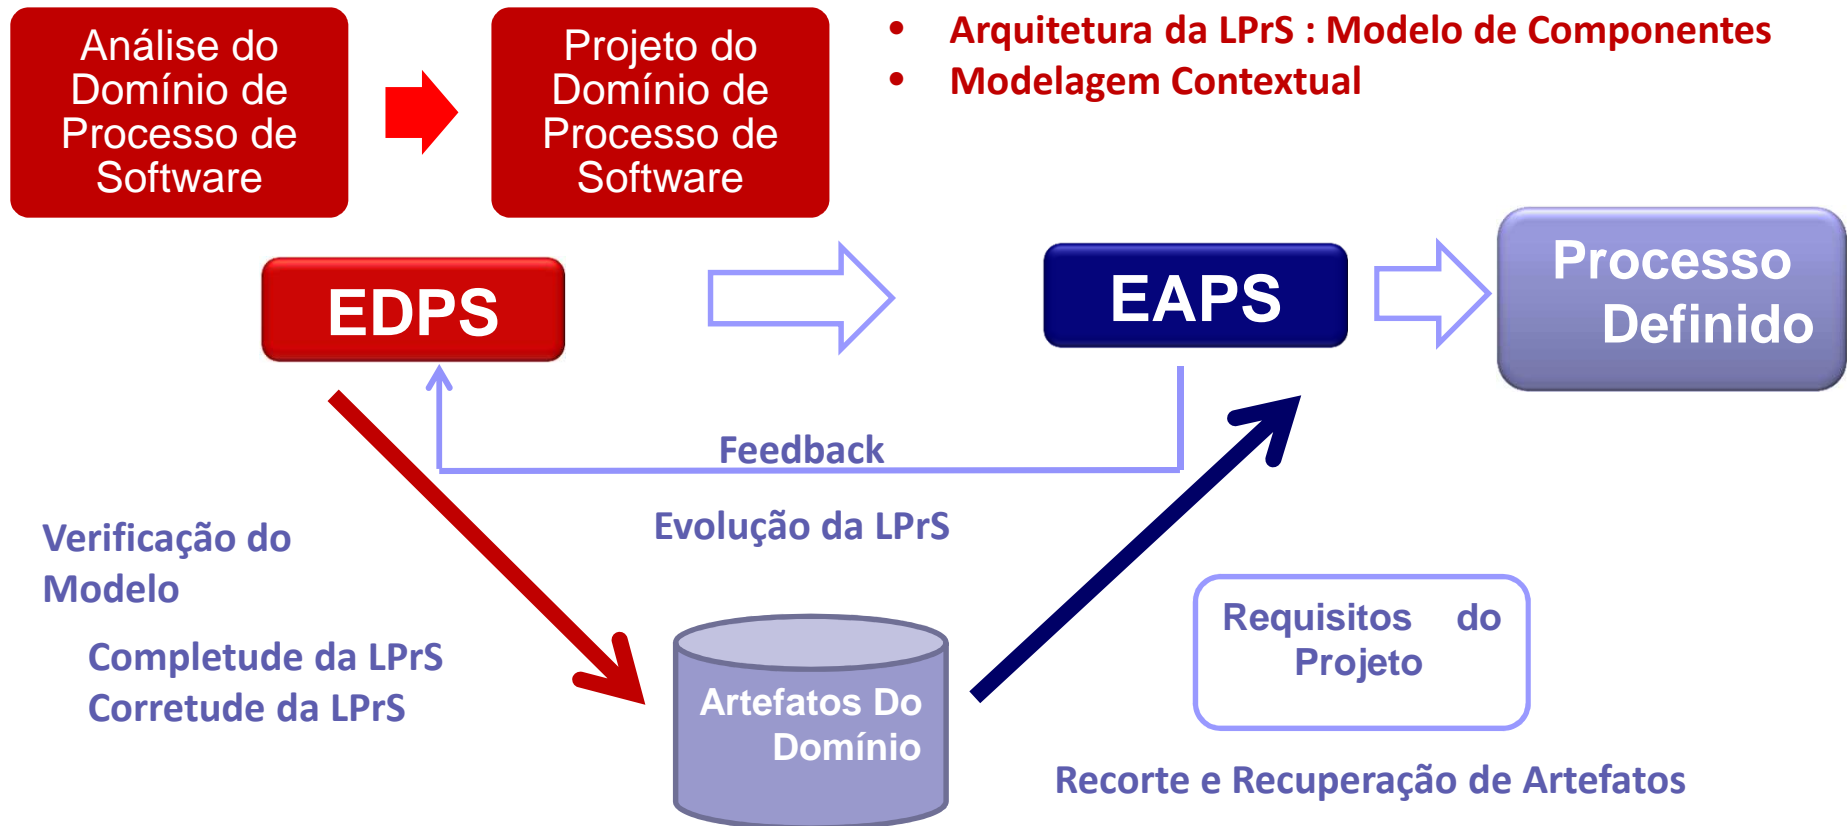 Análise do
Domínio de
Processo de
Software
Projeto do
Domínio de
Processo de
Software
• Arquitetura da LPrS : Modelo de Componentes
• Modelagem Contextual
EDPS
EAPS
Processo
Definido
Feedback
Evolução da LPrS
Verificação do
Modelo
Completude da LPrS
Corretude da LPrS
Artefatos Do
Domínio
Requisitos do
Projeto
Recorte e Recuperação de Artefatos